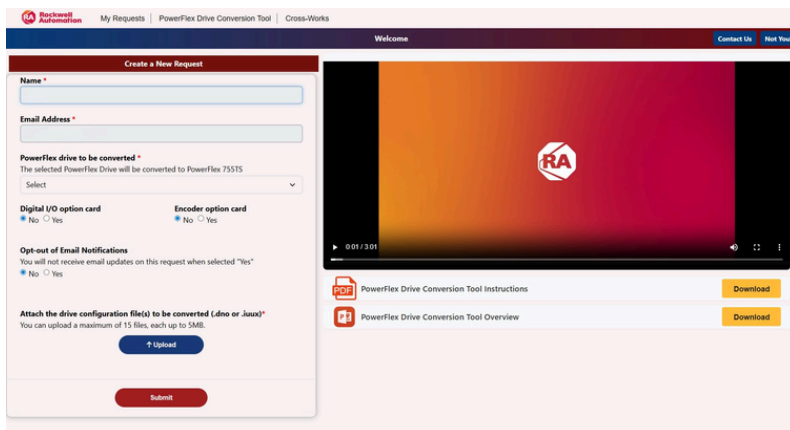 Rockwell
Automation
My Requests
PowerFlex Drive Conversion Tool
Cross-Works
Welcome
Contact Us
Not You
Create a New Request
Name *
Email Address *
PowerFlex drive to be converted *
The selected PowerFlex Drive will be converted to PowerFlex 755TS
Select
Digital I/O option card
No Yes
Encoder option card
No Yes
Opt-out of Email Notifications
You will not receive email updates on this request when selected "Yes"
No Yes
Attach the drive configuration file(s) to be converted (.dno or .iuux)*
You can upload a maximum of 15 files, each up to 5MB.
Upload
Submit
RA
0:01 / 3:01
PDF
PowerFlex Drive Conversion Tool Instructions
Download
PowerFlex Drive Conversion Tool Overview
Download